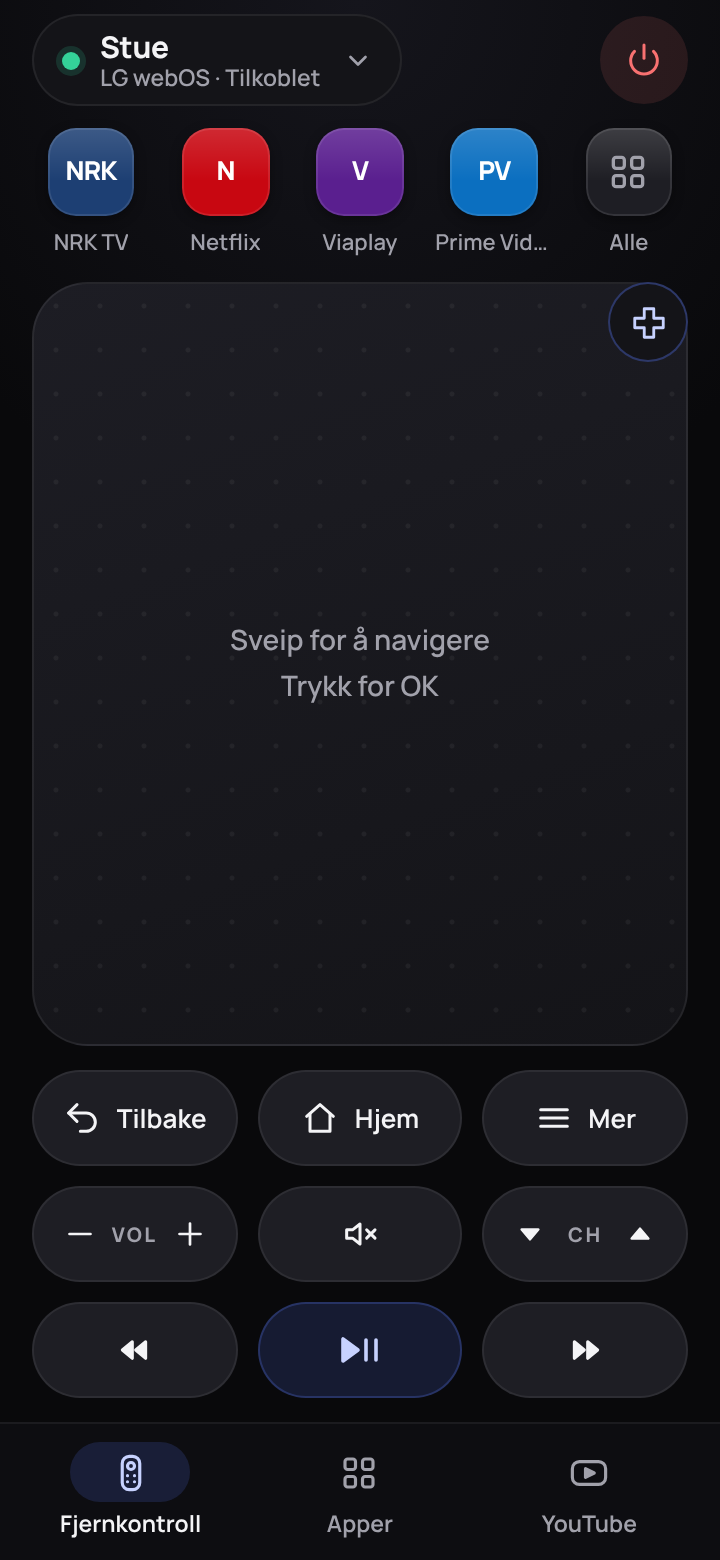 Stue
LG webOS · Tilkoblet
NRK
N
V
PV
NRK TV
Netflix
Viaplay
Prime Vid…
Alle
Sveip for å navigere
Trykk for OK
Tilbake
Hjem
Mer
VOL
CH
Fjernkontroll
Apper
YouTube